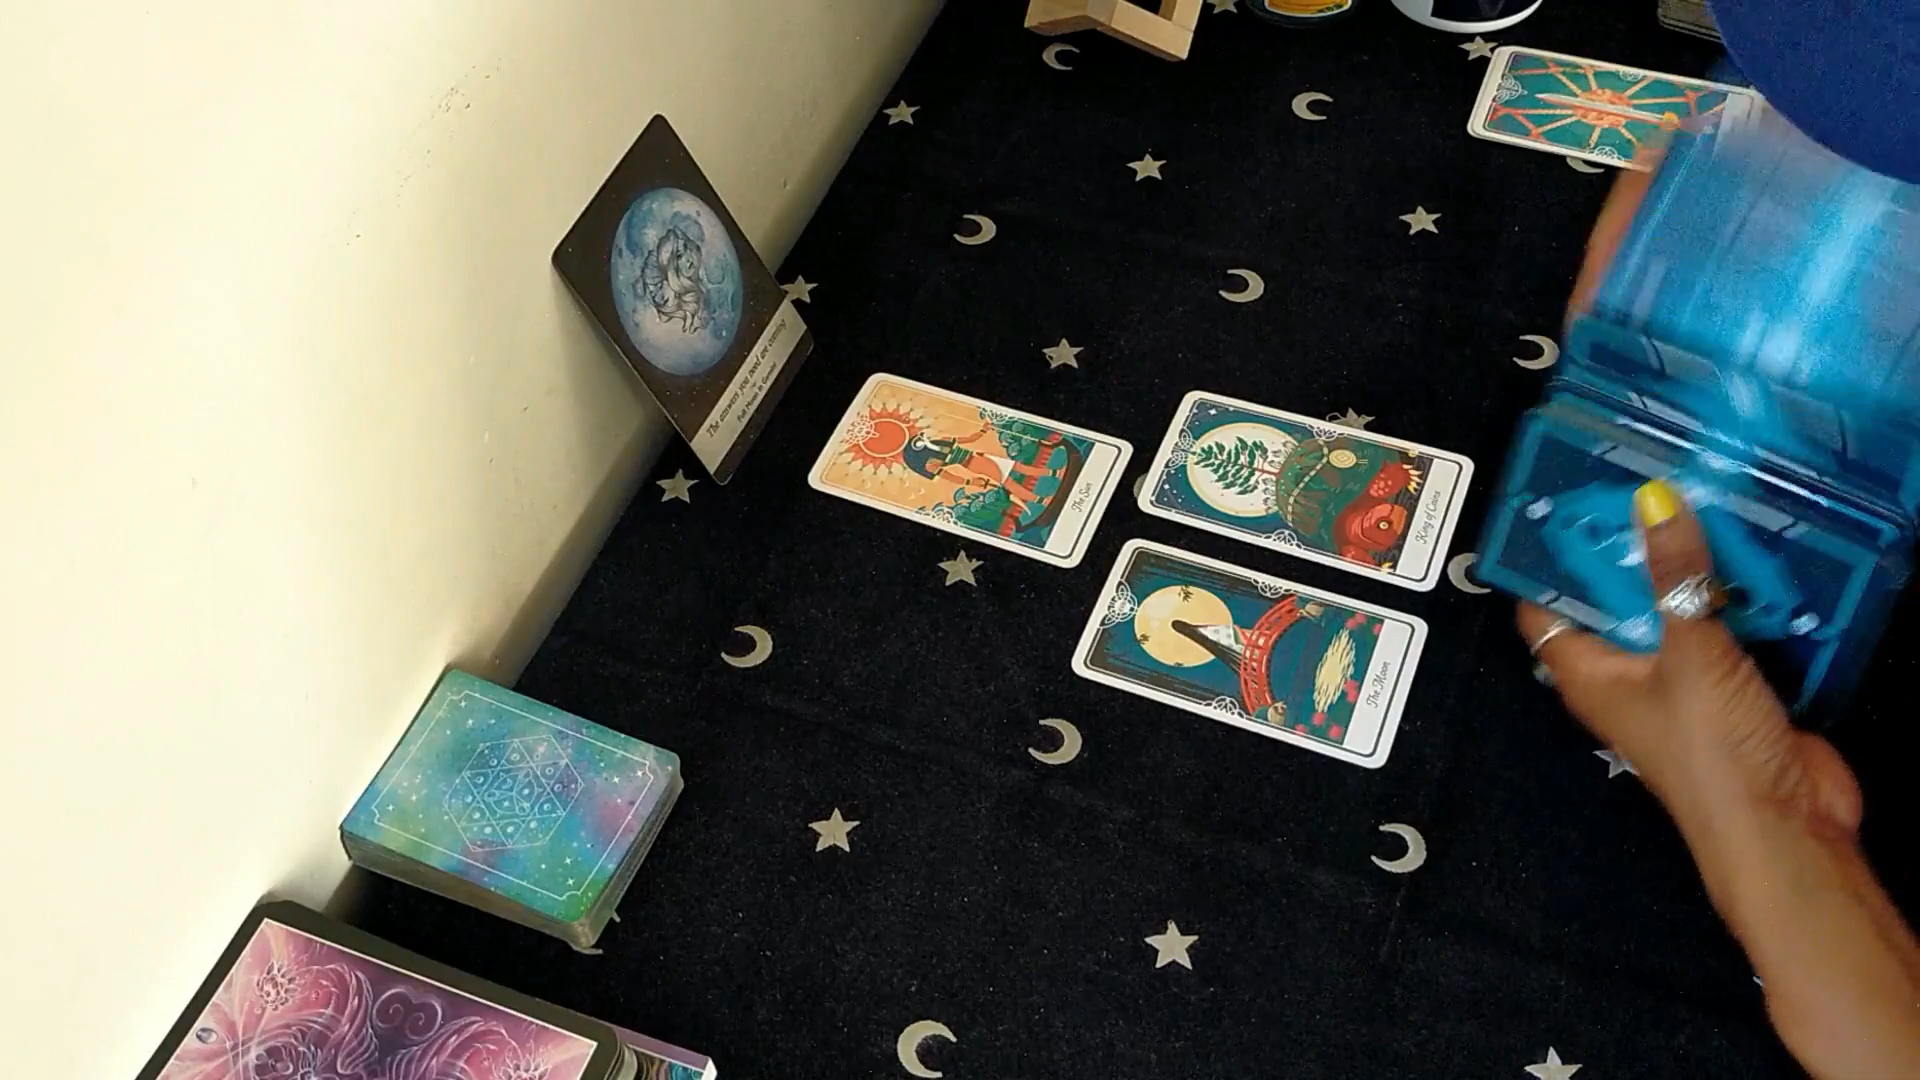 The answers you need are coming
Full Moon in Gemini
The Sun
King of Coins
The Moon